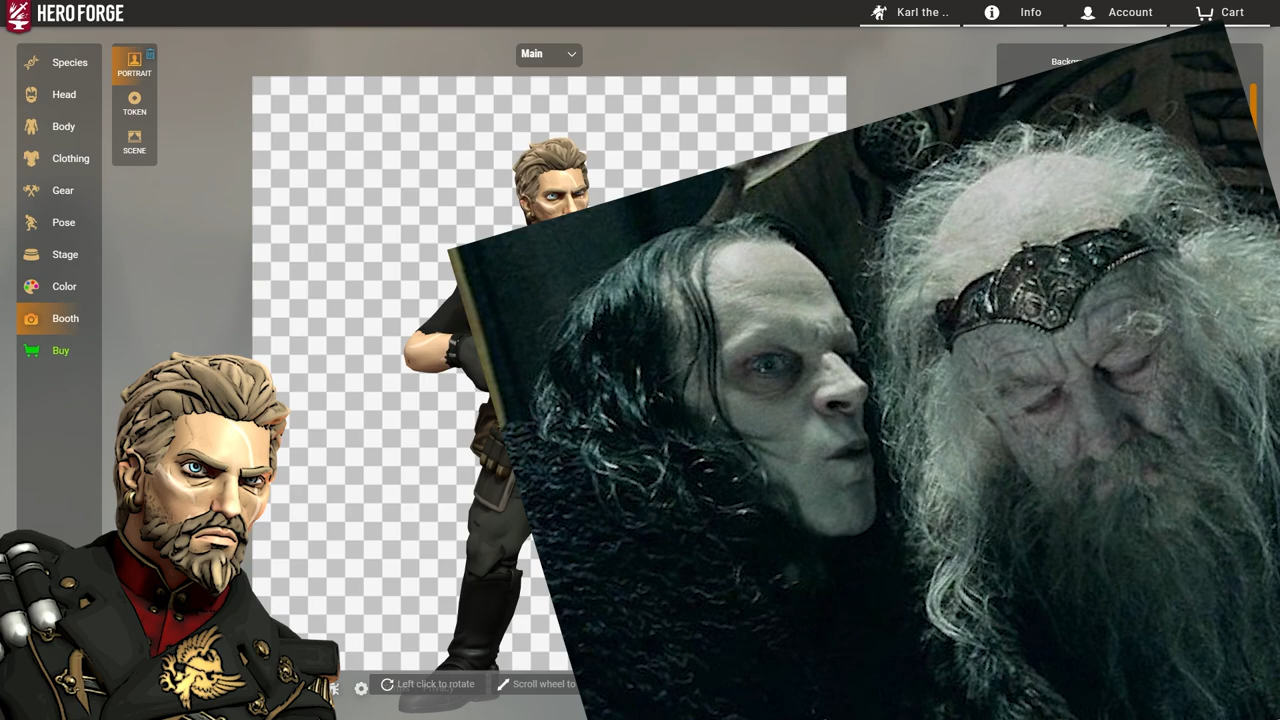 HERO FORGE
Karl the ..
Info
Account
Cart
Species
Head
Body
Clothing
Gear
Pose
Stage
Color
Booth
Buy
PORTRAIT
TOKEN
SCENE
Main
Left click to rotate
Scroll wheel to